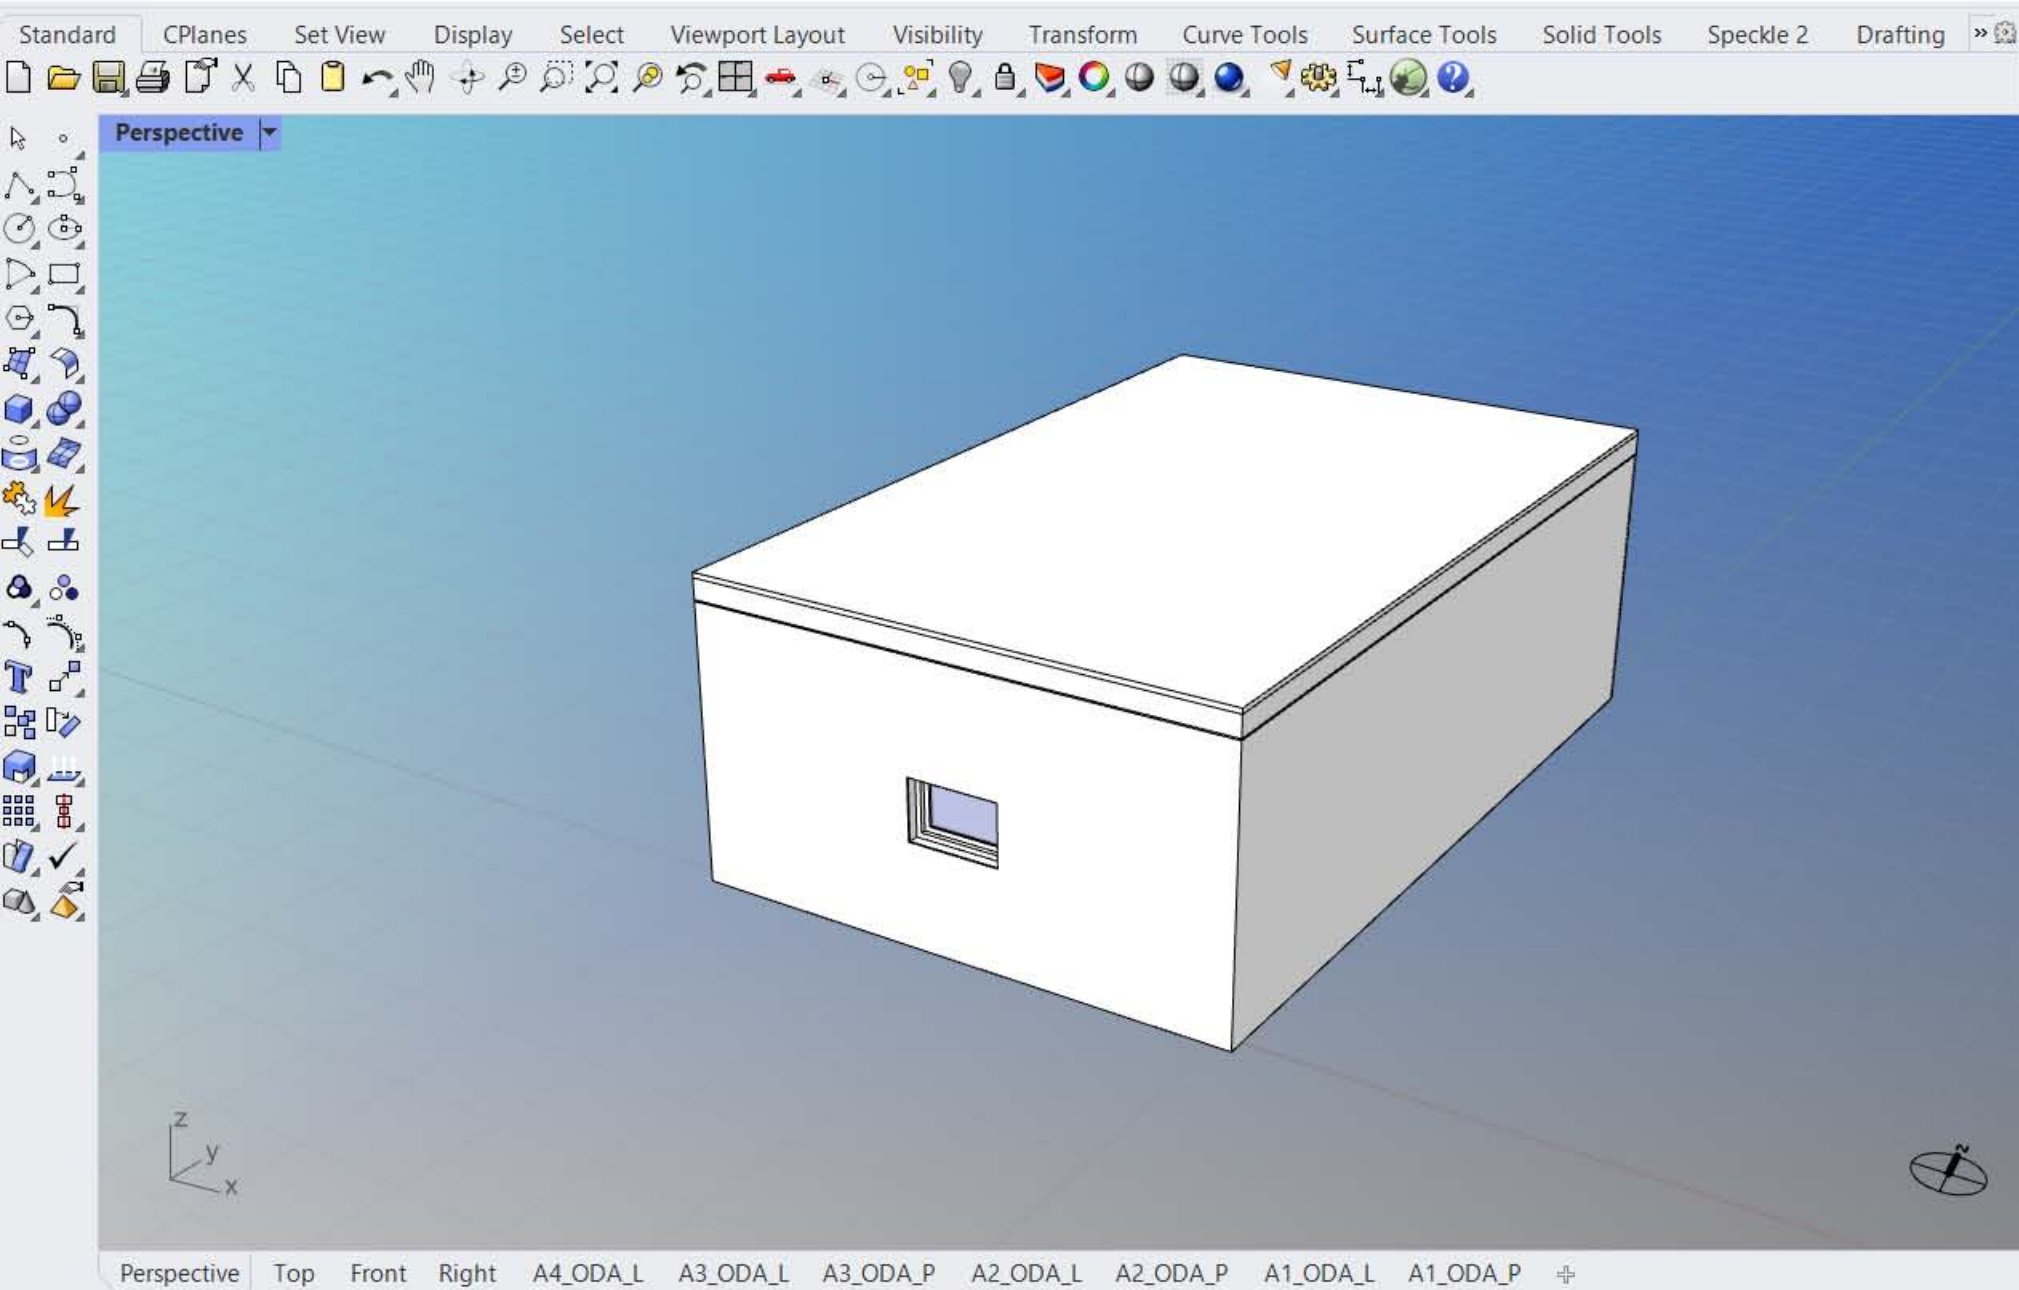 Standard CPlanes Set View Display Select Viewport Layout Visibility Transform Curve Tools Surface Tools Solid Tools Speckle 2 Drafting »
Perspective
z
y
x
N
Perspective Top Front Right A4_ODA_L A3_ODA_L A3_ODA_P A2_ODA_L A2_ODA_P A1_ODA_L A1_ODA_P